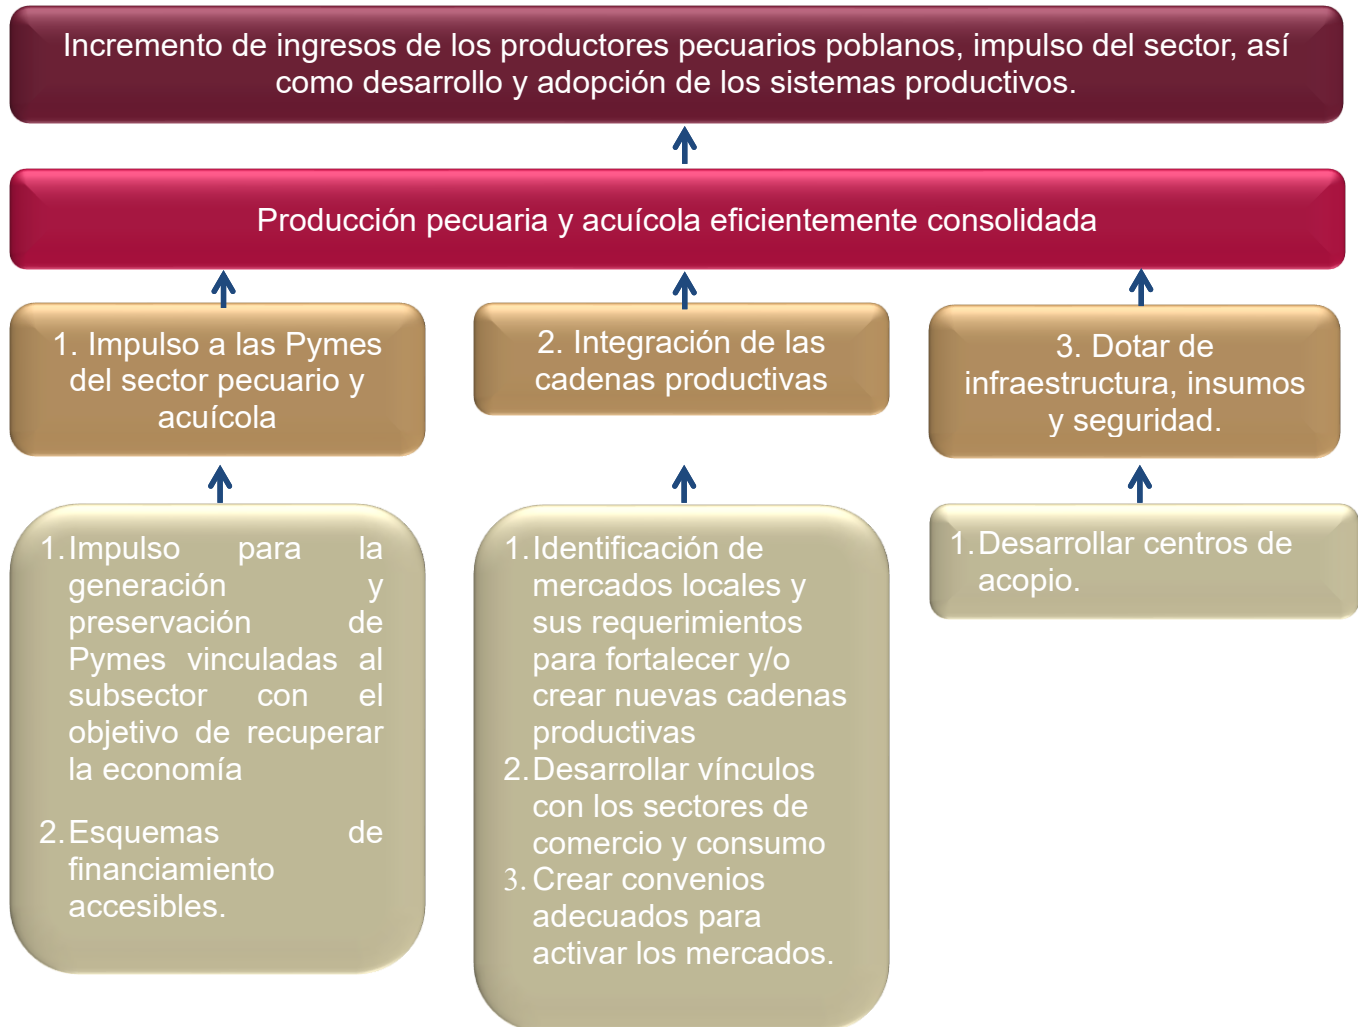 Incremento de ingresos de los productores pecuarios poblanos, impulso del sector, así
como desarrollo y adopción de los sistemas productivos.
Producción pecuaria y acuícola eficientemente consolidada
1. Impulso a las Pymes
del sector pecuario y
acuícola
2. Integración de las
cadenas productivas
3. Dotar de
infraestructura, insumos
y seguridad.
1. Impulso para la
generación y
preservación de
Pymes vinculadas al
subsector con el
objetivo de recuperar
la economía
2. Esquemas de
financiamiento
accesibles.
1. Identificación de
mercados locales y
sus requerimientos
para fortalecer y/o
crear nuevas cadenas
productivas
2. Desarrollar vínculos
con los sectores de
comercio y consumo
3. Crear convenios
adecuados para
activar los mercados.
1. Desarrollar centros de
acopio.